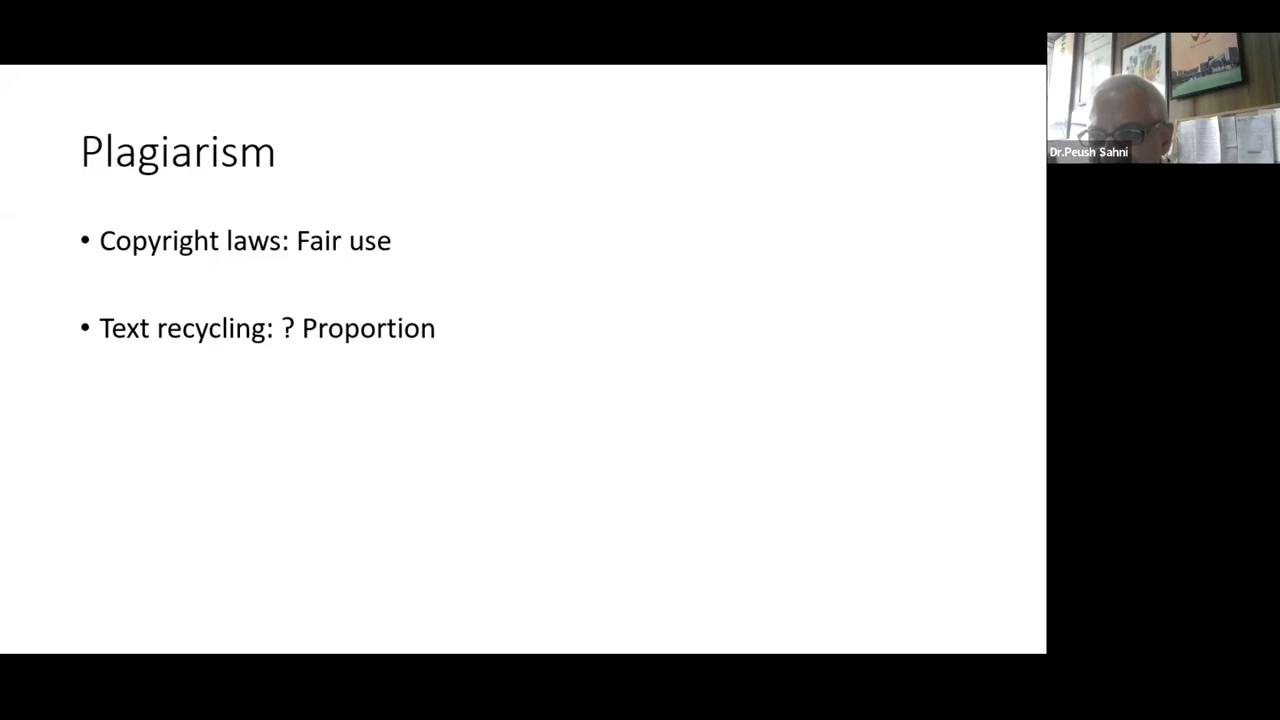 Plagiarism
• Copyright laws: Fair use
• Text recycling: ? Proportion
Dr.Peush Sahni